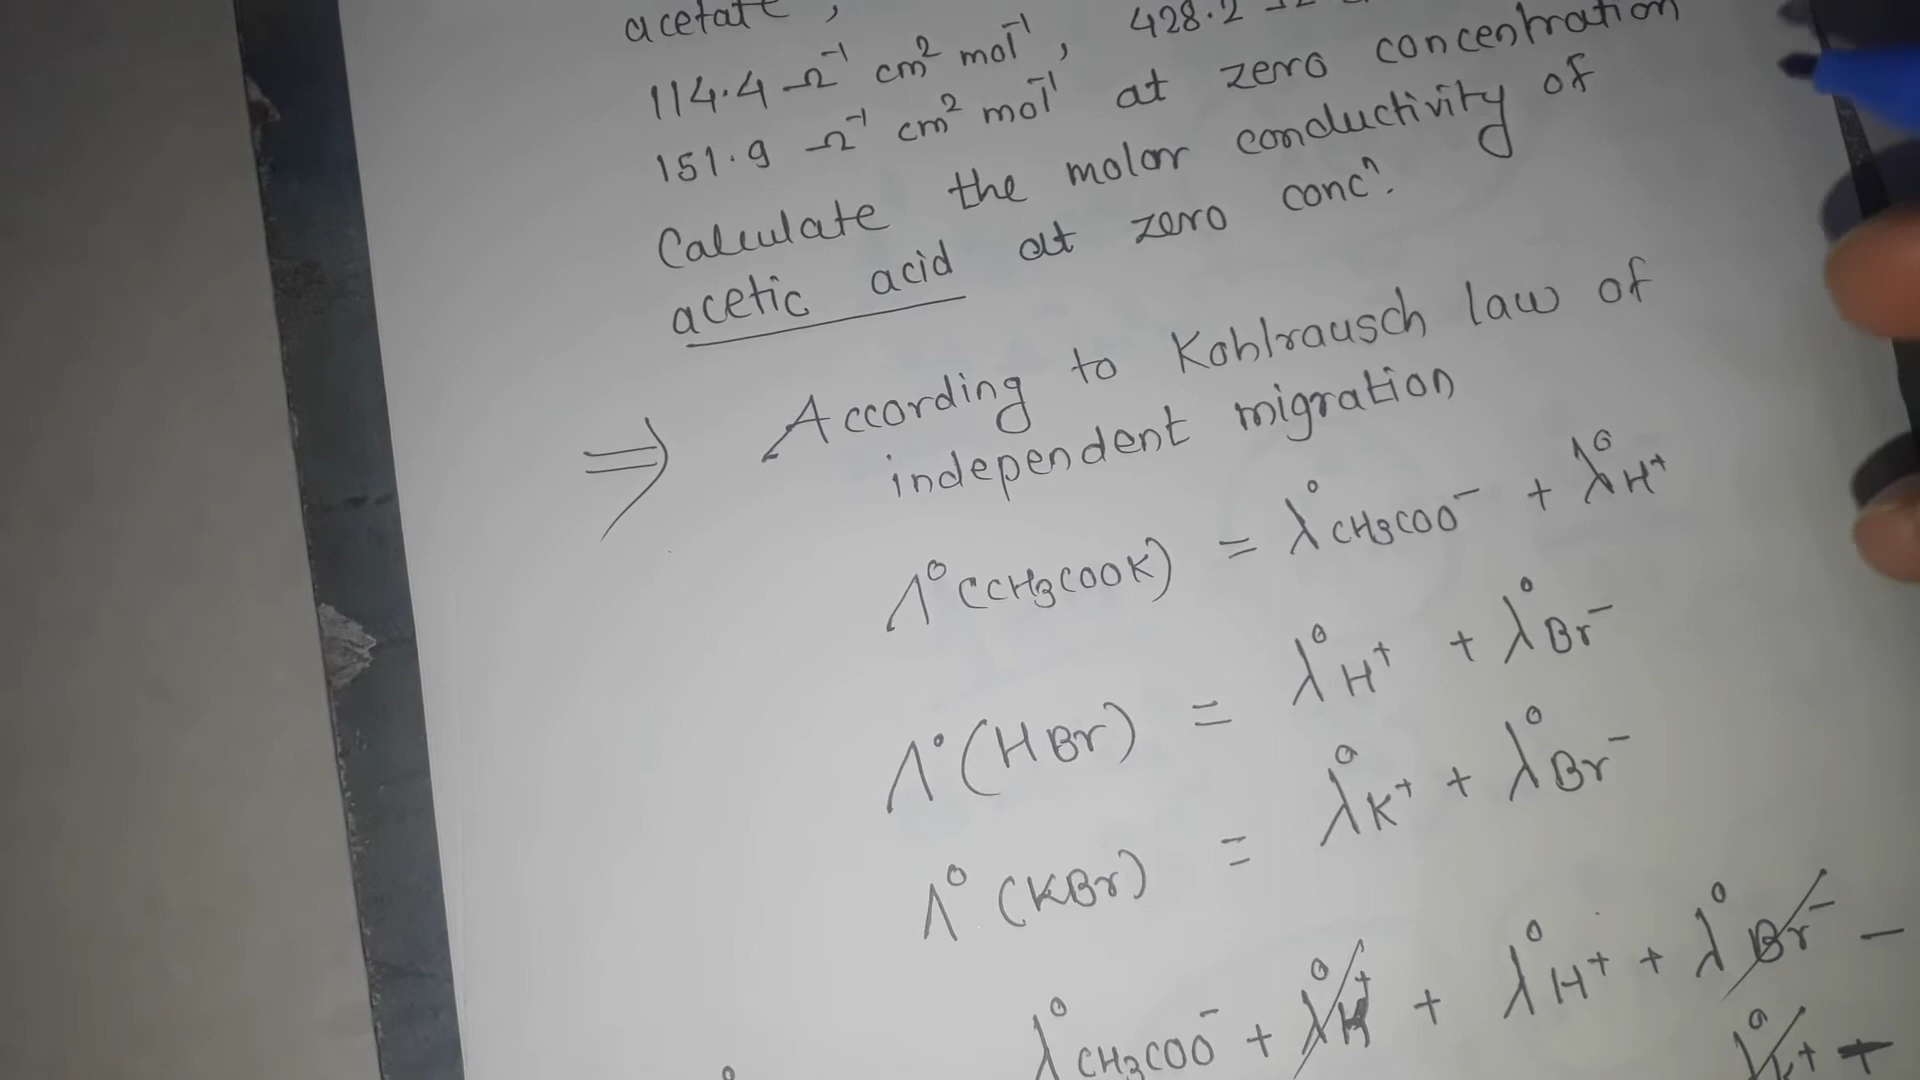 acetate,
114.4 Ω⁻¹ cm² mol⁻¹, 428.2 Ω
151.9 Ω⁻¹ cm² mol⁻¹ at zero concentration
Calculate the molar conductivity of
acetic acid at zero concⁿ.
⇒ According to Kohlrausch law of
independent migration
Λ°(CH3COOK) = λ°CH3COO⁻ + λ°H⁺
Λ°(HBr) = λ°H⁺ + λ°Br⁻
Λ°(KBr) = λ°K⁺ + λ°Br⁻
λ°CH3COO⁻ + λ°K⁺ + λ°H⁺ + λ°Br⁻ −
λ°K⁺ +